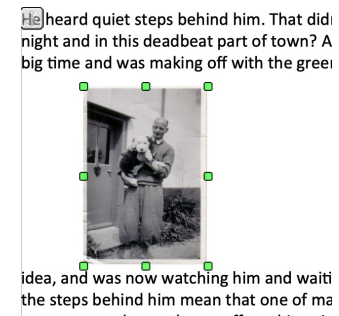 He heard quiet steps behind him. That did
night and in this deadbeat part of town? A
big time and was making off with the gree
idea, and was now watching him and waiti
the steps behind him mean that one of ma